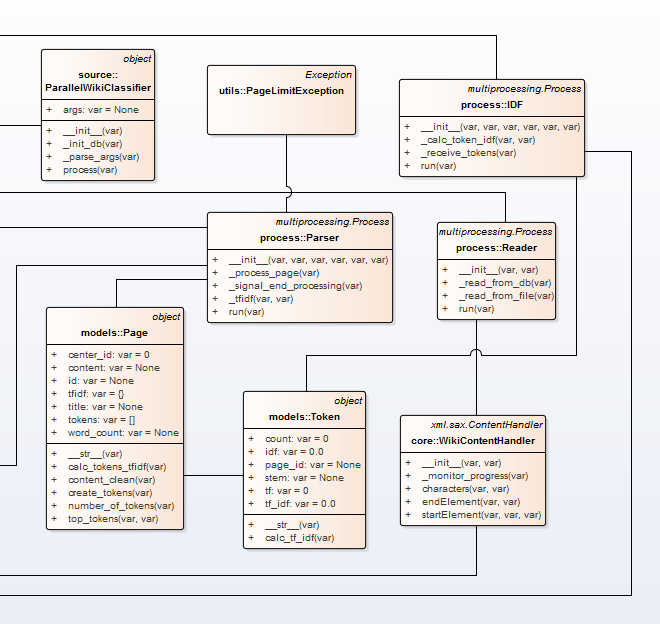 object
source::
ParallelWikiClassifier
+ args: var = None
+ __init__(var)
+ _init_db(var)
+ _parse_args(var)
+ process(var)
Exception
utils::PageLimitException
multiprocessing.Process
process::IDF
+ __init__(var, var, var, var, var, var)
+ _calc_token_idf(var, var)
+ _receive_tokens(var)
+ run(var)
multiprocessing.Process
process::Parser
+ __init__(var, var, var, var, var, var)
+ _process_page(var)
+ _signal_end_processing(var)
+ _tfidf(var, var)
+ run(var)
multiprocessing.Process
process::Reader
+ __init__(var, var)
+ _read_from_db(var)
+ _read_from_file(var)
+ run(var)
object
models::Page
+ center_id: var = 0
+ content: var = None
+ id: var = None
+ tfidf: var = {}
+ title: var = None
+ tokens: var = []
+ word_count: var = None
+ __str__(var)
+ calc_tokens_tfidf(var)
+ content_clean(var)
+ create_tokens(var)
+ number_of_tokens(var)
+ top_tokens(var, var)
object
models::Token
+ count: var = 0
+ idf: var = 0.0
+ page_id: var = None
+ stem: var = None
+ tf: var = 0
+ tf_idf: var = 0.0
+ __str__(var)
+ calc_tf_idf(var)
xml.sax.ContentHandler
core::WikiContentHandler
+ __init__(var, var)
+ _monitor_progress(var)
+ characters(var, var)
+ endElement(var, var)
+ startElement(var, var, var)